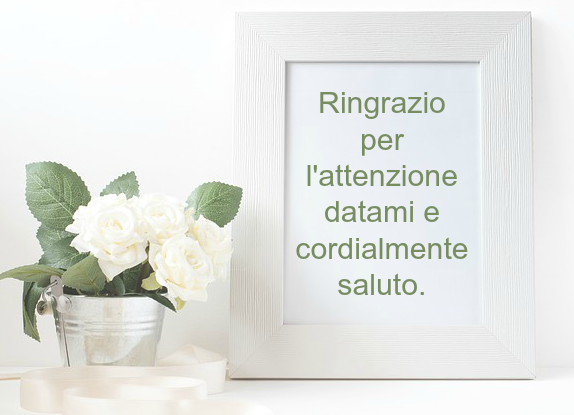 Ringrazio
per
l'attenzione
datami e
cordialmente
saluto.